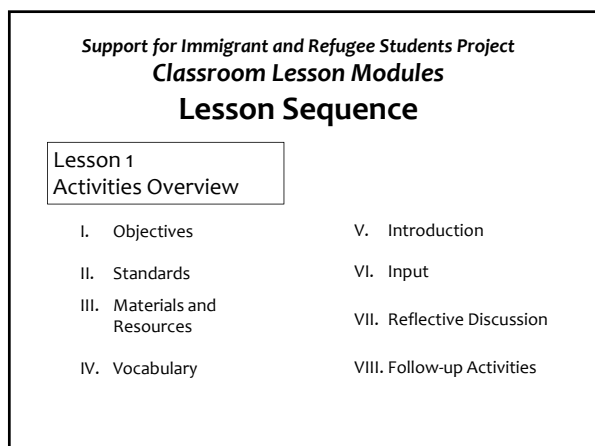 Support for Immigrant and Refugee Students Project
Classroom Lesson Modules
Lesson Sequence
Lesson 1
Activities Overview
I. Objectives
II. Standards
III. Materials and
Resources
IV. Vocabulary
V. Introduction
VI. Input
VII. Reflective Discussion
VIII. Follow-up Activities